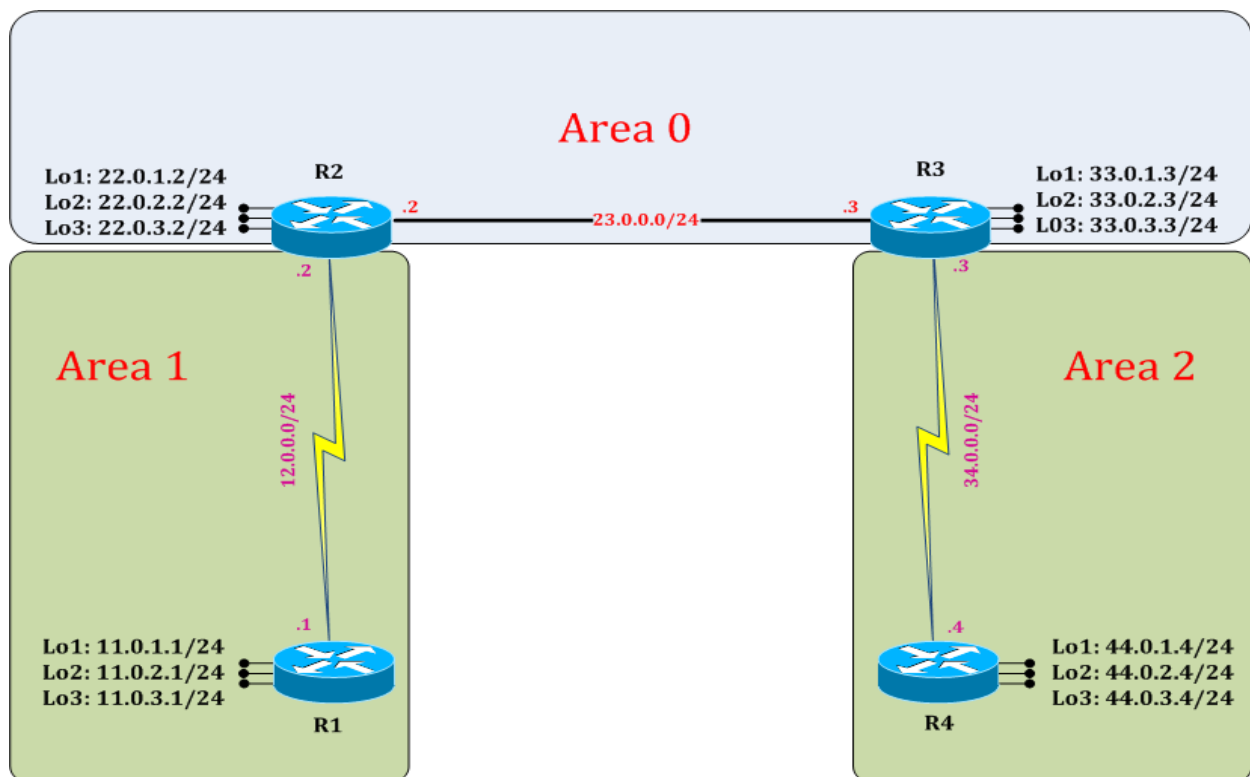 Area 0
R2
Lo1: 22.0.1.2/24
Lo2: 22.0.2.2/24
Lo3: 22.0.3.2/24
.2
23.0.0.0/24
.3
R3
Lo1: 33.0.1.3/24
Lo2: 33.0.2.3/24
L03: 33.0.3.3/24
.2
.3
Area 1
Area 2
12.0.0.0/24
34.0.0.0/24
.1
.4
Lo1: 11.0.1.1/24
Lo2: 11.0.2.1/24
Lo3: 11.0.3.1/24
R1
Lo1: 44.0.1.4/24
Lo2: 44.0.2.4/24
Lo3: 44.0.3.4/24
R4